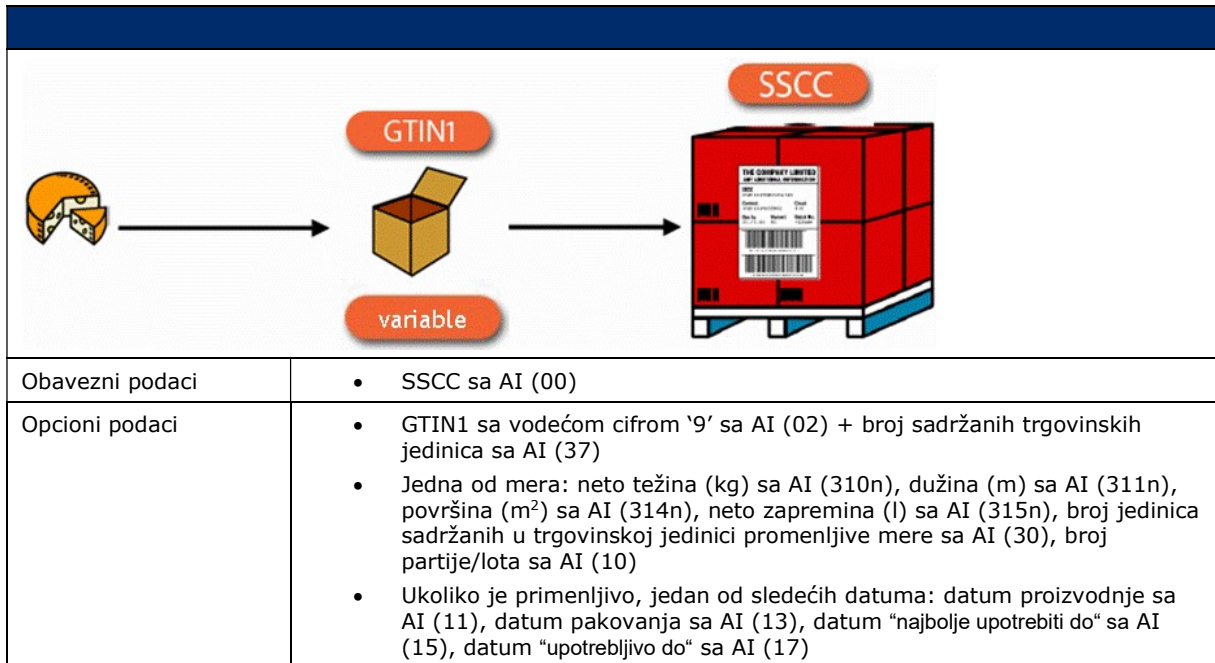 SSCC
GTIN1
THE COMPANY LIMITED
SSCC
variable
Obavezni podaci
• SSCC sa AI (00)
Opcioni podaci
• GTIN1 sa vodećom cifrom ‘9’ sa AI (02) + broj sadržanih trgovinskih
jedinica sa AI (37)
• Jedna od mera: neto težina (kg) sa AI (310n), dužina (m) sa AI (311n),
površina (m²) sa AI (314n), neto zapremina (l) sa AI (315n), broj jedinica
sadržanih u trgovinskoj jedinici promenljive mere sa AI (30), broj
partije/lota sa AI (10)
• Ukoliko je primenljivo, jedan od sledećih datuma: datum proizvodnje sa
AI (11), datum pakovanja sa AI (13), datum “najbolje upotrebiti do“ sa AI
(15), datum “upotrebljivo do“ sa AI (17)